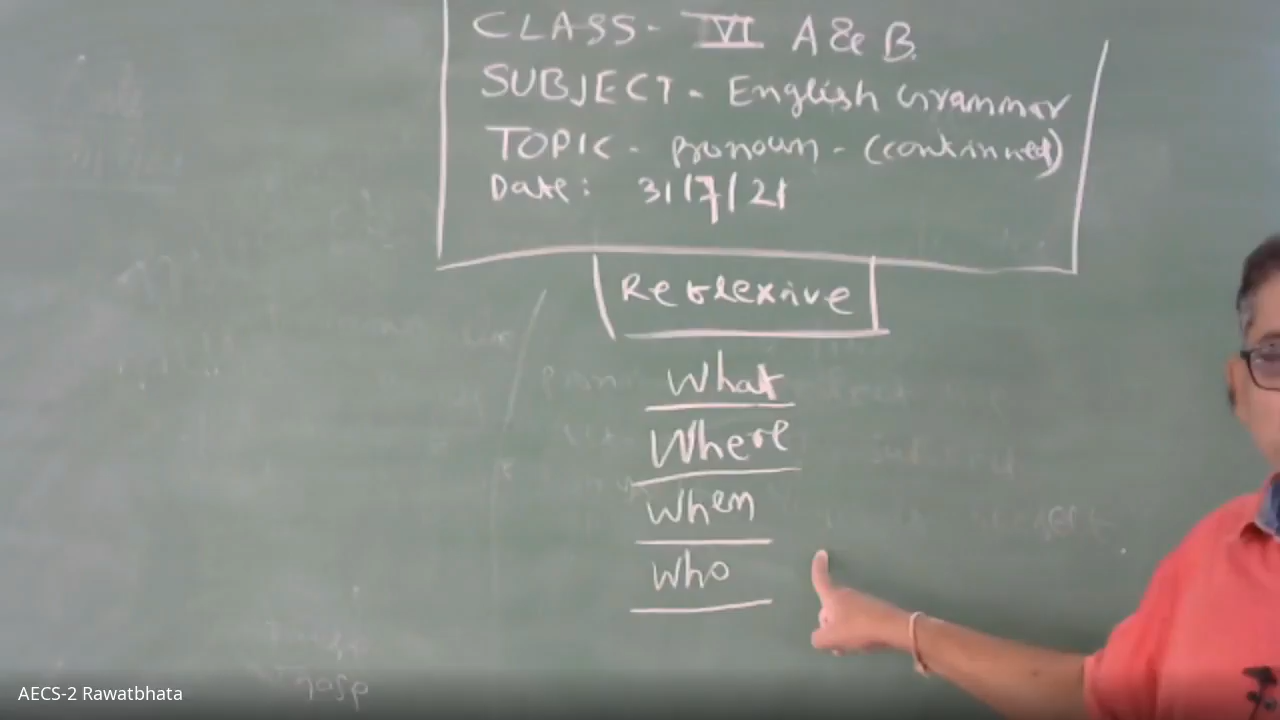 CLASS- VI A & B.
SUBJECT- English Grammar
TOPIC- Pronoun- (continued)
Date: 31/7/21
Reflexive
What
Where
When
Who
AECS-2 Rawatbhata